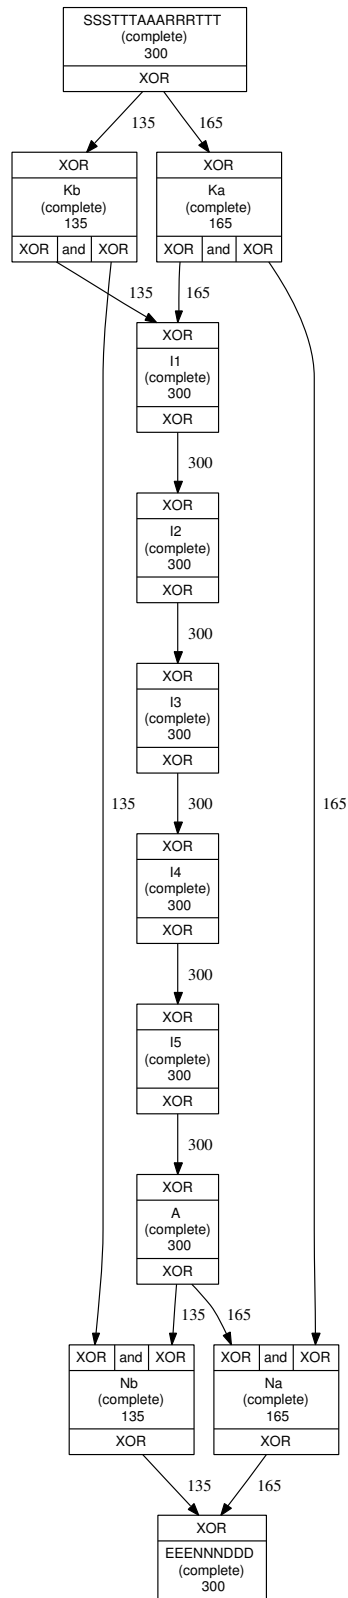 SSSTTTAAARRRTTT
(complete)
300
XOR
135
165
XOR
Kb
(complete)
135
XOR and XOR
XOR
Ka
(complete)
165
XOR and XOR
135
165
XOR
I1
(complete)
300
XOR
300
XOR
I2
(complete)
300
XOR
300
XOR
I3
(complete)
300
XOR
135
300
165
XOR
I4
(complete)
300
XOR
300
XOR
I5
(complete)
300
XOR
300
XOR
A
(complete)
300
XOR
135
165
XOR and XOR
Nb
(complete)
135
XOR
XOR and XOR
Na
(complete)
165
XOR
135
165
XOR
EEENNNDDD
(complete)
300